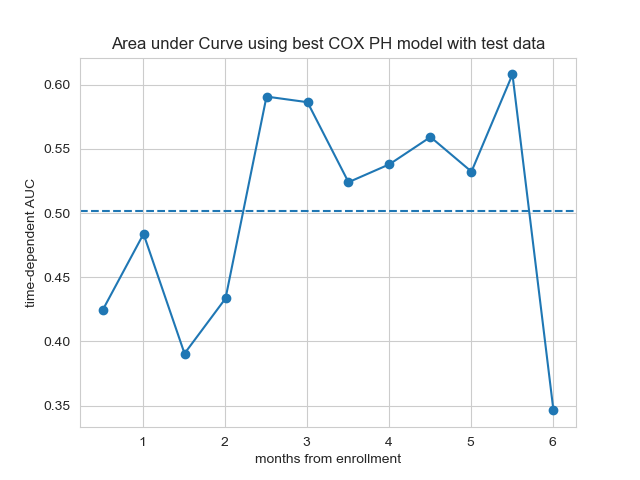 Area under Curve using best COX PH model with test data
time-dependent AUC
0.60
0.55
0.50
0.45
0.40
0.35
1 2 3 4 5 6
months from enrollment